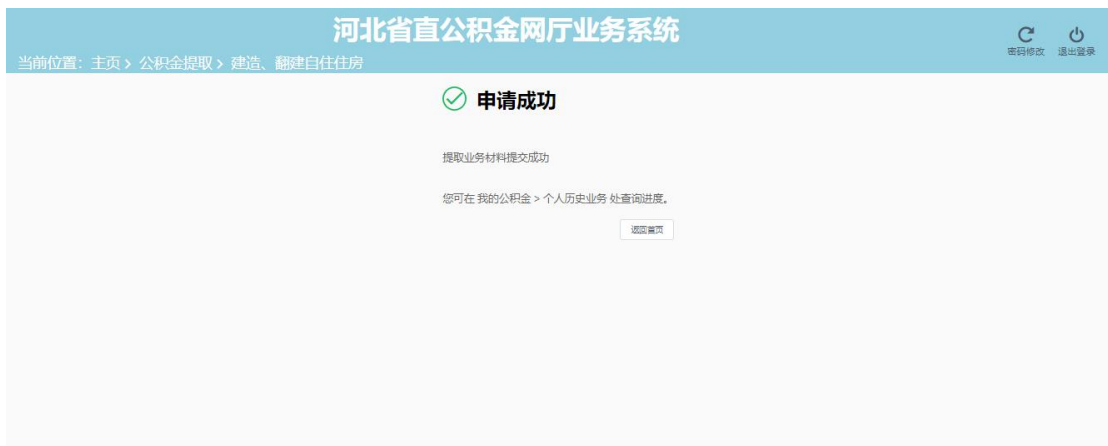 河北省直公积金网厅业务系统
密码修改 退出登录
当前位置：主页 > 公积金提取 > 建造、翻建自住住房
申请成功
提取业务材料提交成功
您可在 我的公积金 > 个人历史业务 处查询进度。
返回首页